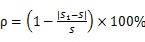 ρ = (1 − |s₁−s| / s) × 100%